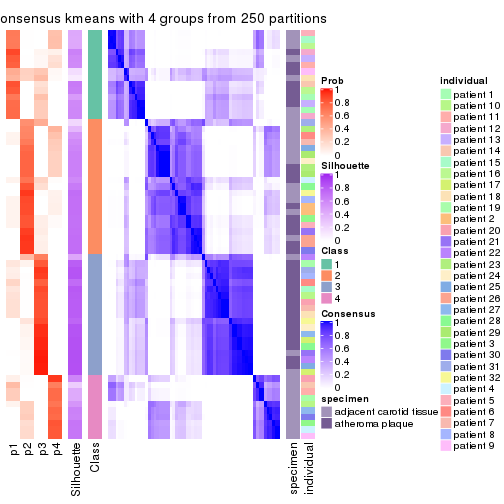 onsensus kmeans with 4 groups from 250 partitions
p1
p2
p3
p4
Silhouette
Class
specimen
individual
Prob
1
0.8
0.6
0.4
0.2
0
Silhouette
1
0.8
0.6
0.4
0.2
0
Class
1
2
3
4
Consensus
1
0.8
0.6
0.4
0.2
0
specimen
adjacent carotid tissue
atheroma plaque
individual
patient 1
patient 10
patient 11
patient 12
patient 13
patient 14
patient 15
patient 16
patient 17
patient 18
patient 19
patient 2
patient 20
patient 21
patient 22
patient 23
patient 24
patient 25
patient 26
patient 27
patient 28
patient 29
patient 3
patient 30
patient 31
patient 32
patient 4
patient 5
patient 6
patient 7
patient 8
patient 9